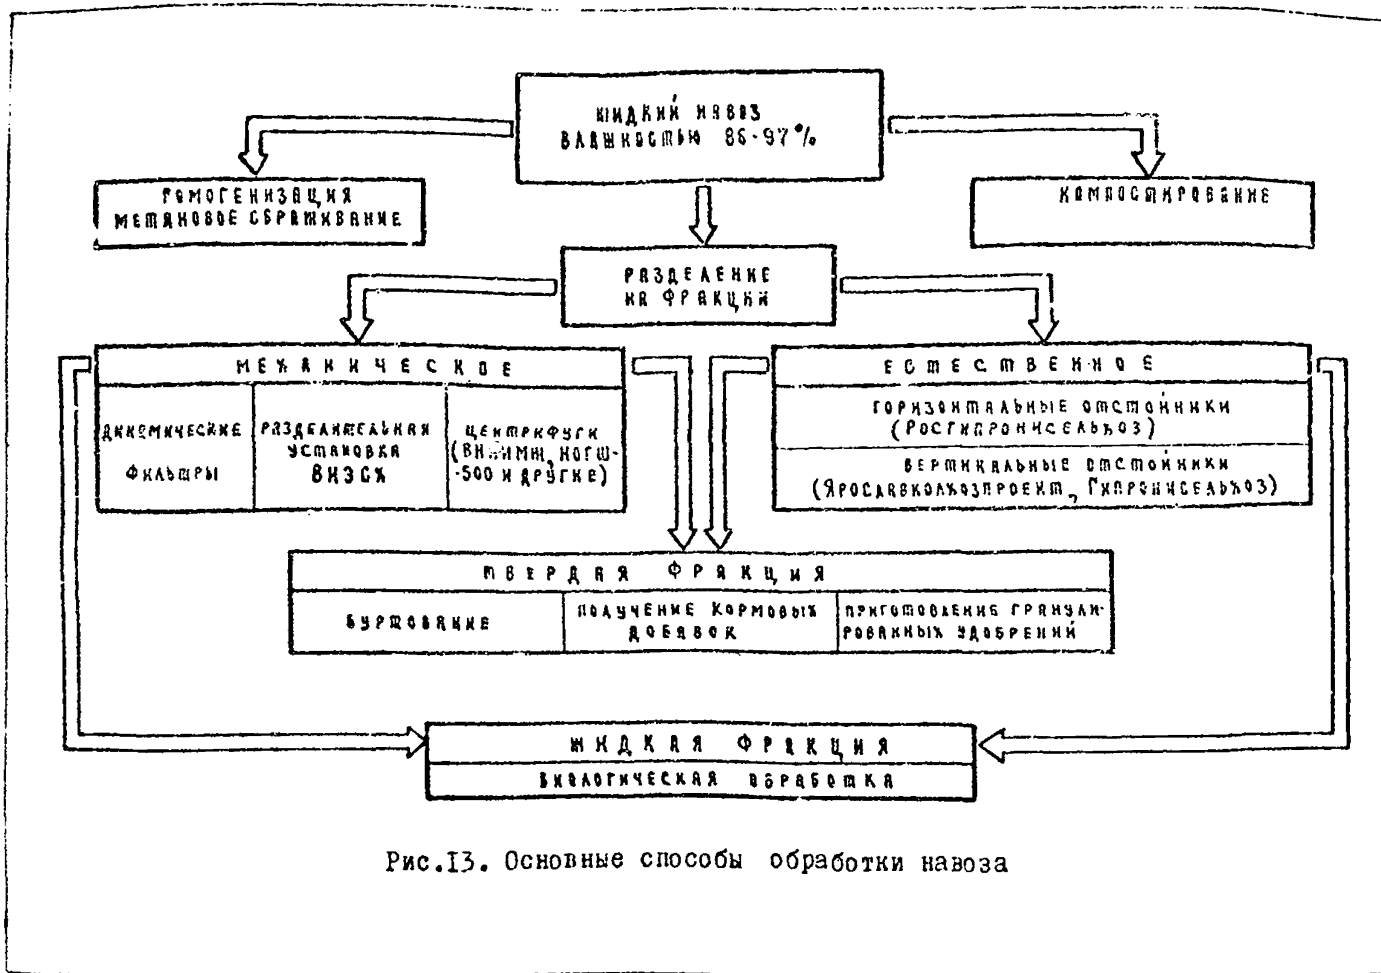 ЖИДКИЙ НАВОЗ
ВЛАЖНОСТЬЮ 86-97%
ГОМОГЕНИЗАЦИЯ
МЕТАНОВОЕ СБРАЖИВАНИЕ
КОМПОСТИРОВАНИЕ
РАЗДЕЛЕНИЕ
НА ФРАКЦИИ
МЕХАНИЧЕСКОЕ
ДИНАМИЧЕСКИЕ
ФИЛЬТРЫ
РАЗДЕЛИТЕЛЬНАЯ
УСТАНОВКА
ВИЭСХ
ЦЕНТРИФУГИ
НОГШ-
-500 И ДРУГИЕ)
ЕСТЕСТВЕННОЕ
ГОРИЗОНТАЛЬНЫЕ ОТСТОЙНИКИ
(РОСГИПРОНИСЕЛЬХОЗ)
ВЕРТИКАЛЬНЫЕ ОТСТОЙНИКИ
(ЯРОСЛАВКОЛХОЗПРОЕКТ, ГИПРОНИСЕЛЬХОЗ)
ТВЕРДАЯ ФРАКЦИЯ
БУРТОВАНИЕ
ПОЛУЧЕНИЕ КОРМОВЫХ
ДОБАВОК
ПРИГОТОВЛЕНИЕ ГРАНУЛИ-
РОВАННЫХ УДОБРЕНИЙ
ЖИДКАЯ ФРАКЦИЯ
БИОЛОГИЧЕСКАЯ ОБРАБОТКА
Рис.13. Основные способы обработки навоза